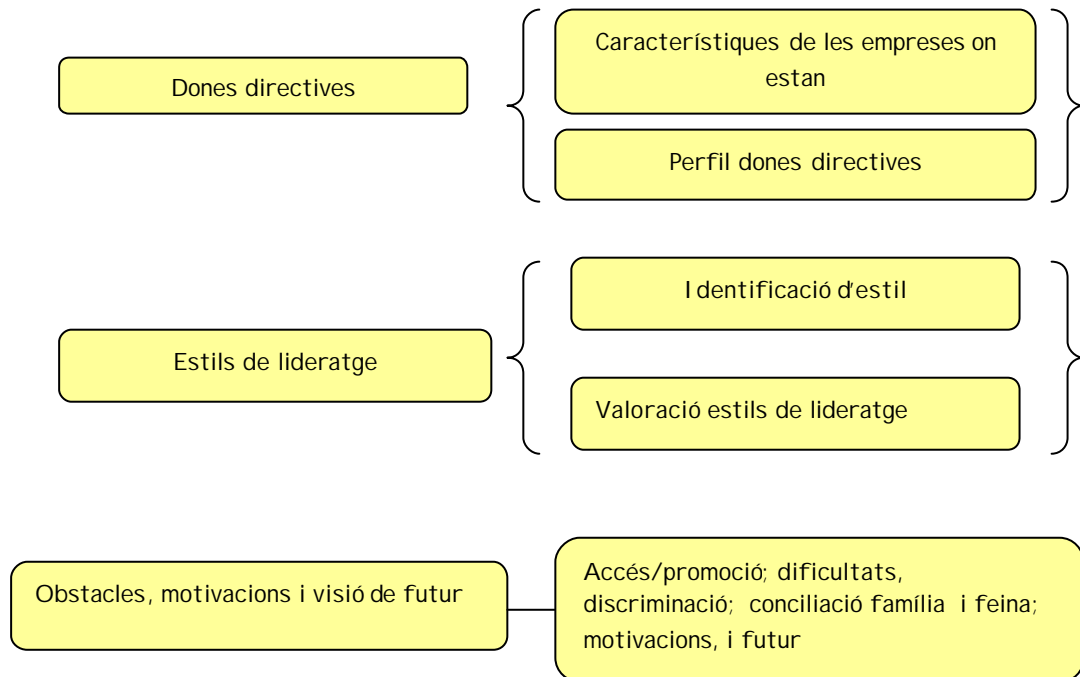 Dones directives
Característiques de les empreses on
estan
Perfil dones directives
Estils de lideratge
Identificació d'estil
Valoració estils de lideratge
Obstacles, motivacions i visió de futur
Accés/promoció; dificultats,
discriminació; conciliació família i feina;
motivacions, i futur